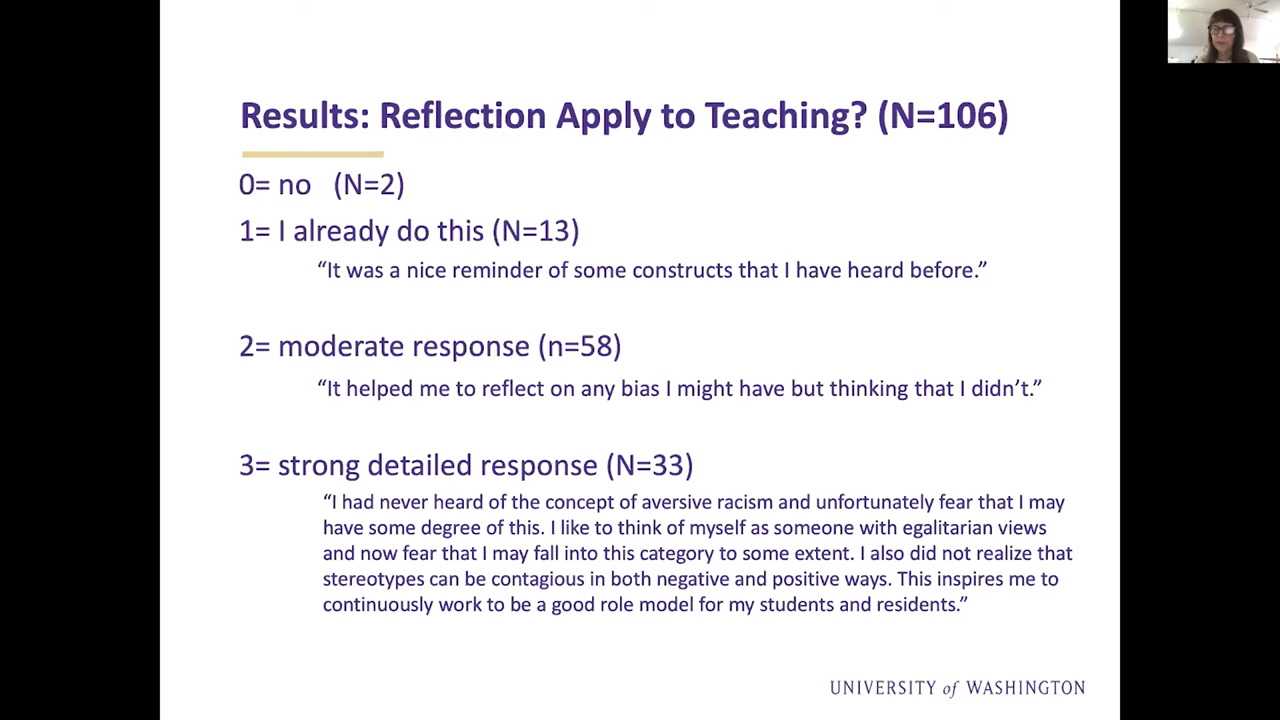 Results: Reflection Apply to Teaching? (N=106)
0= no (N=2)
1= I already do this (N=13)
“It was a nice reminder of some constructs that I have heard before.”
2= moderate response (n=58)
“It helped me to reflect on any bias I might have but thinking that I didn’t.”
3= strong detailed response (N=33)
“I had never heard of the concept of aversive racism and unfortunately fear that I may
have some degree of this. I like to think of myself as someone with egalitarian views
and now fear that I may fall into this category to some extent. I also did not realize that
stereotypes can be contagious in both negative and positive ways. This inspires me to
continuously work to be a good role model for my students and residents.”
UNIVERSITY of WASHINGTON